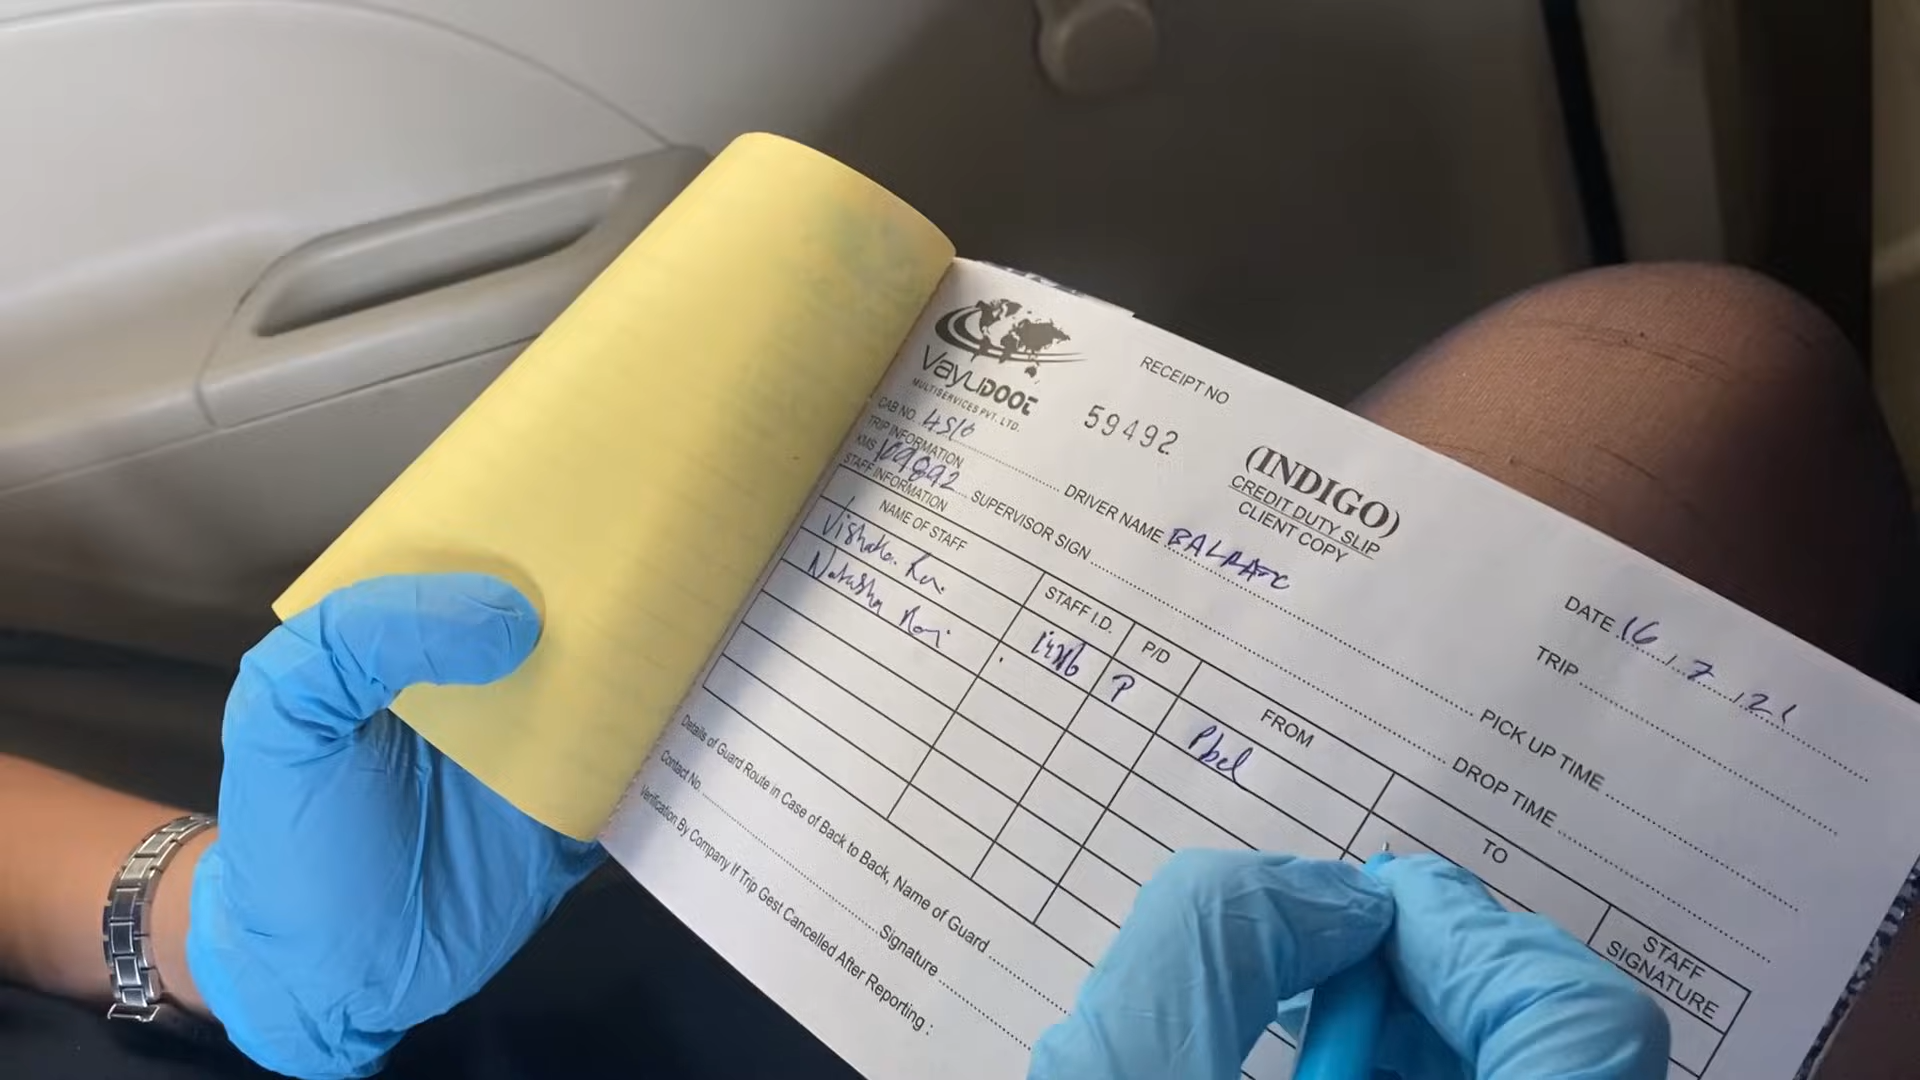 VayuDOOT
MULTISERVICES PVT. LTD.
RECEIPT NO
59492
(INDIGO)
CREDIT DUTY SLIP
CLIENT COPY
DATE 16.7.21
CAB NO. 4516
DRIVER NAME
TRIP
TRIP INFORMATION
KMS 109892 SUPERVISOR SIGN
PICK UP TIME
DROP TIME
STAFF INFORMATION
NAME OF STAFF STAFF I.D. P/D FROM TO STAFF SIGNATURE
P
Natasha
Details of Guard Route in Case of Back to Back, Name of Guard
Contact No. Signature
Verification By Company If Trip Gest Cancelled After Reporting :